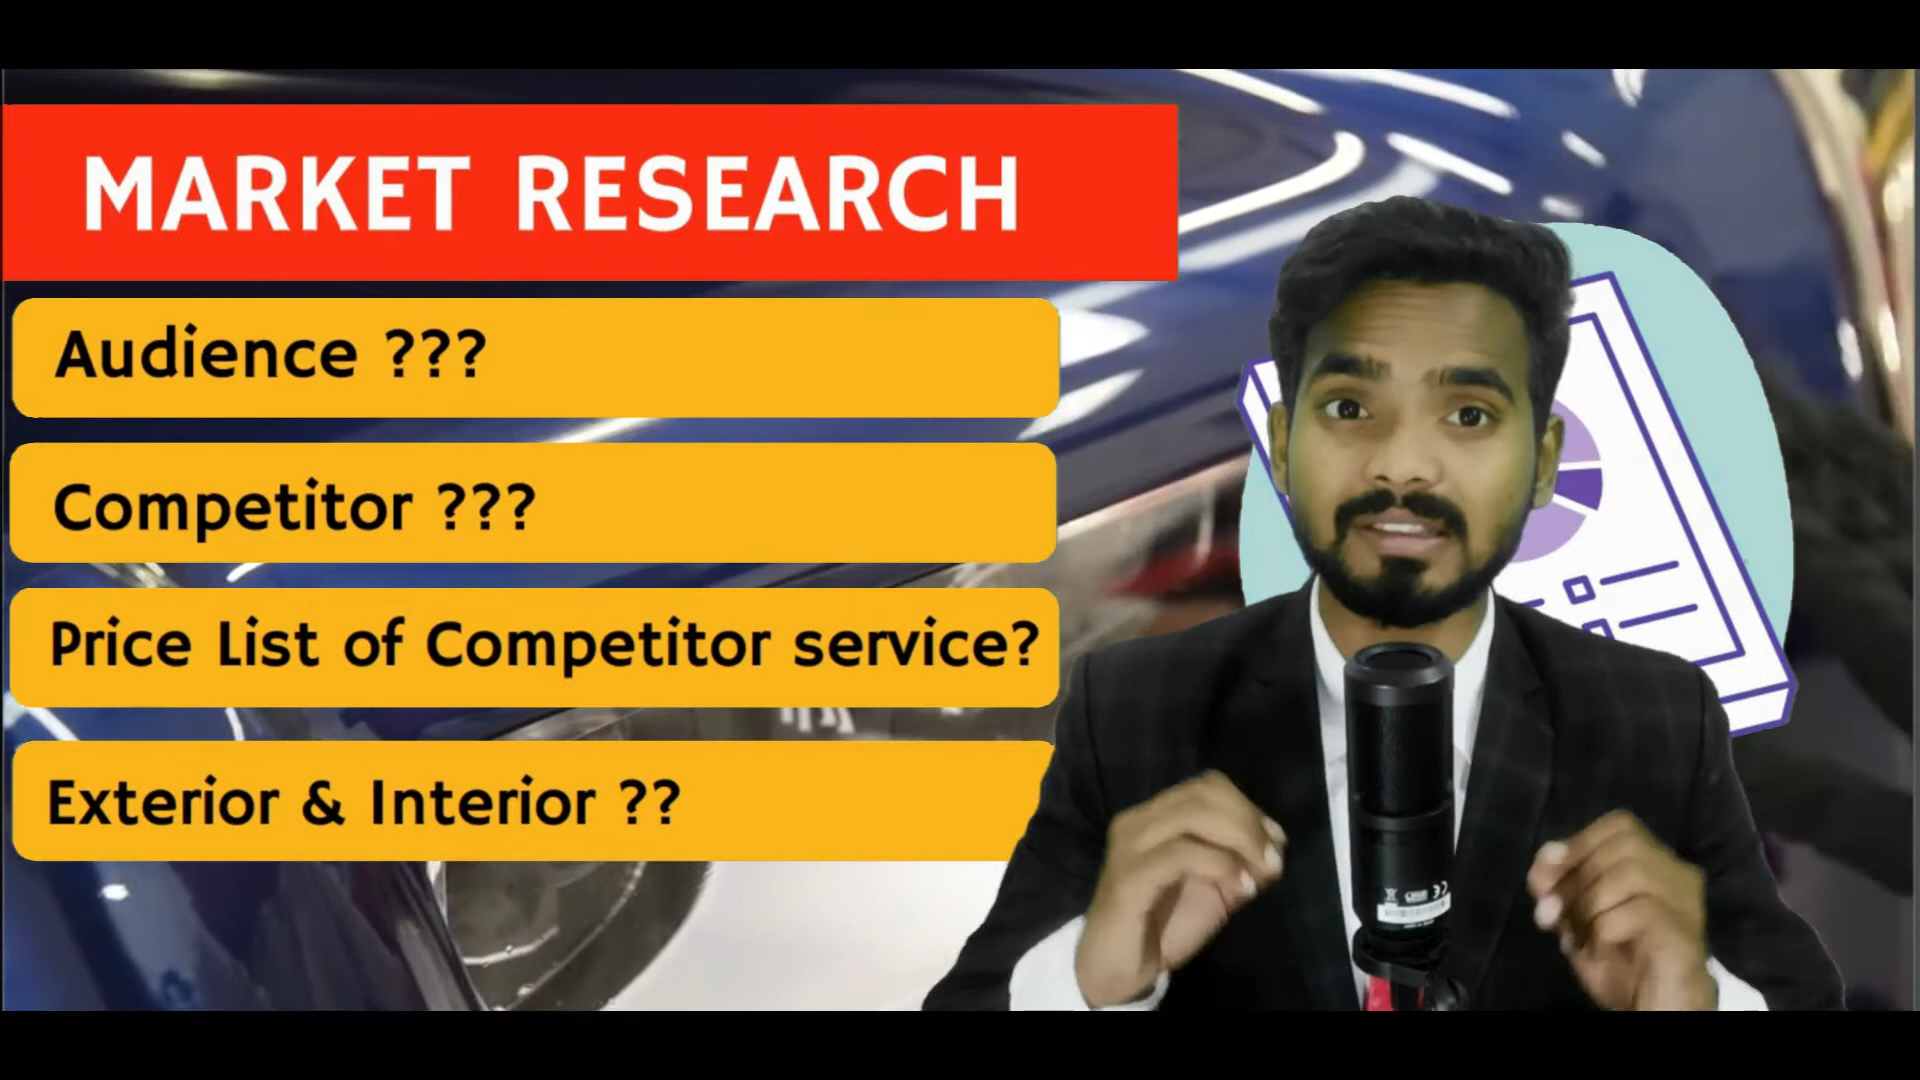 MARKET RESEARCH
Audience ???
Competitor ???
Price List of Competitor service?
Exterior & Interior ??